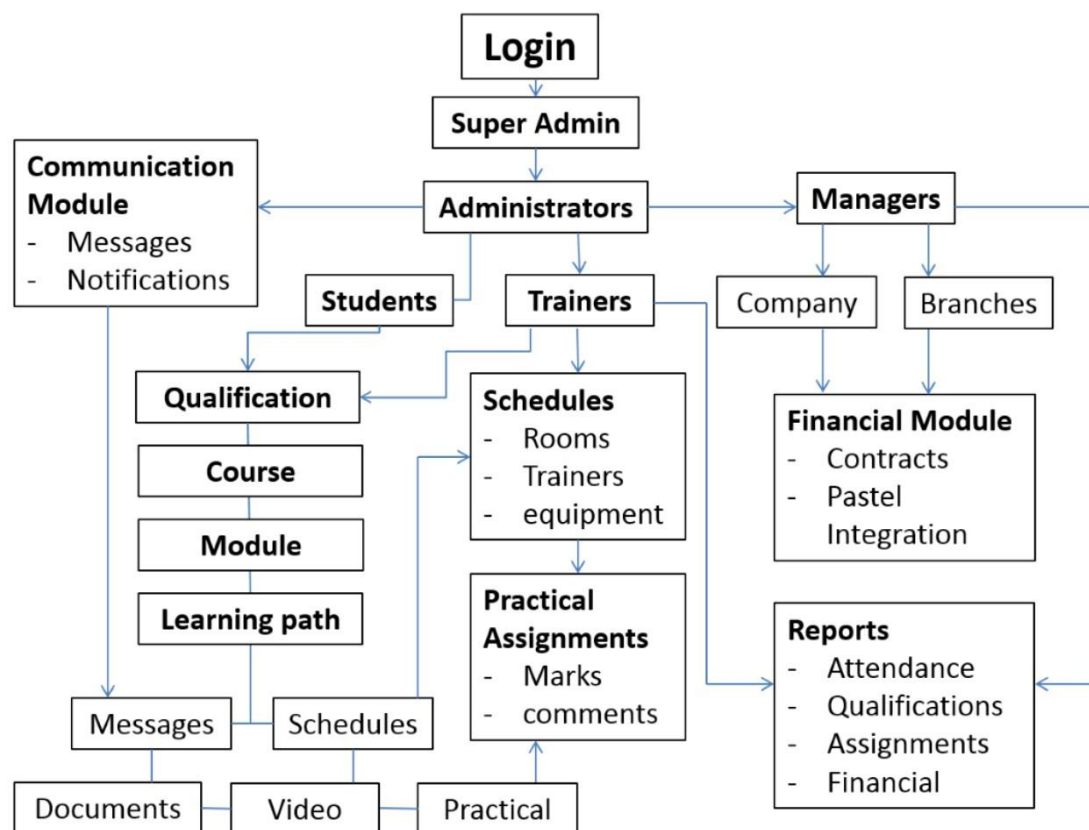 Login
Super Admin
Communication
Module
- Messages
- Notifications
Administrators
Managers
Students
Trainers
Company
Branches
Qualification
Course
Module
Learning path
Schedules
- Rooms
- Trainers
- equipment
Financial Module
- Contracts
- Pastel
Integration
Practical
Assignments
- Marks
- comments
Reports
- Attendance
- Qualifications
- Assignments
- Financial
Messages
Schedules
Documents
Video
Practical